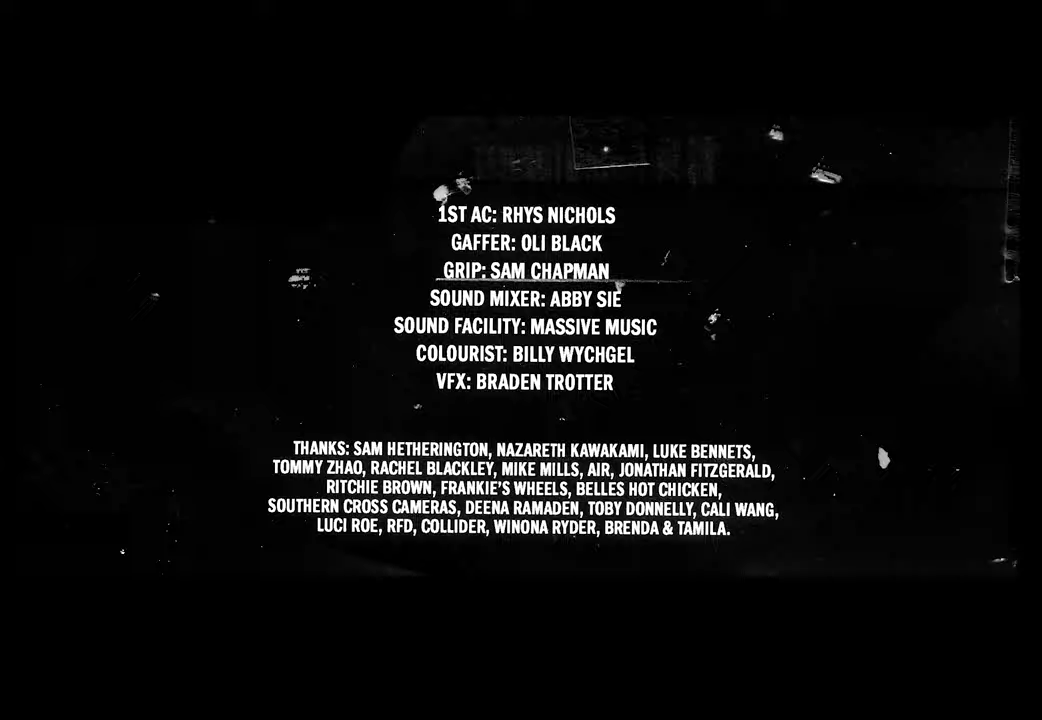 1ST AC: RHYS NICHOLS
GAFFER: OLI BLACK
GRIP: SAM CHAPMAN
SOUND MIXER: ABBY SIE
SOUND FACILITY: MASSIVE MUSIC
COLOURIST: BILLY WYCHGEL
VFX: BRADEN TROTTER
THANKS: SAM HETHERINGTON, NAZARETH KAWAKAMI, LUKE BENNETS,
TOMMY ZHAO, RACHEL BLACKLEY, MIKE MILLS, AIR, JONATHAN FITZGERALD,
RITCHIE BROWN, FRANKIE'S WHEELS, BELLES HOT CHICKEN,
SOUTHERN CROSS CAMERAS, DEENA RAMADEN, TOBY DONNELLY, CALI WANG,
LUCI ROE, RFD, COLLIDER, WINONA RYDER, BRENDA & TAMILA.